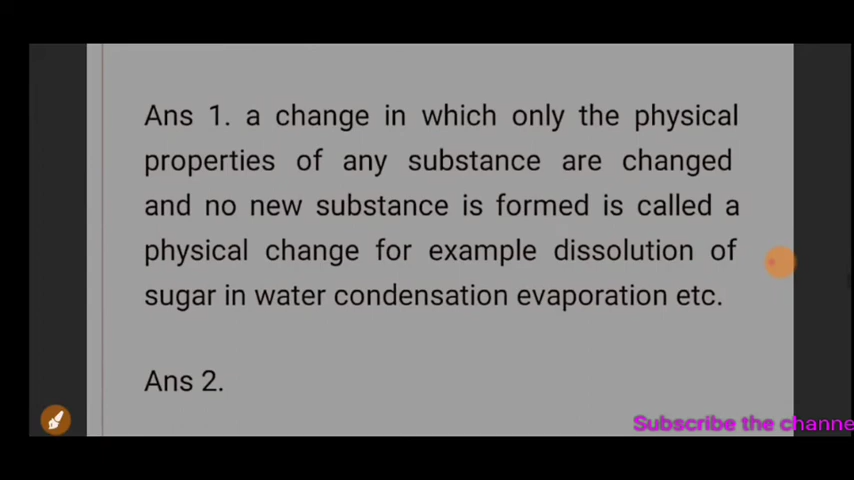 Ans 1. a change in which only the physical
properties of any substance are changed
and no new substance is formed is called a
physical change for example dissolution of
sugar in water condensation evaporation etc.
Ans 2.
Subscribe the channe